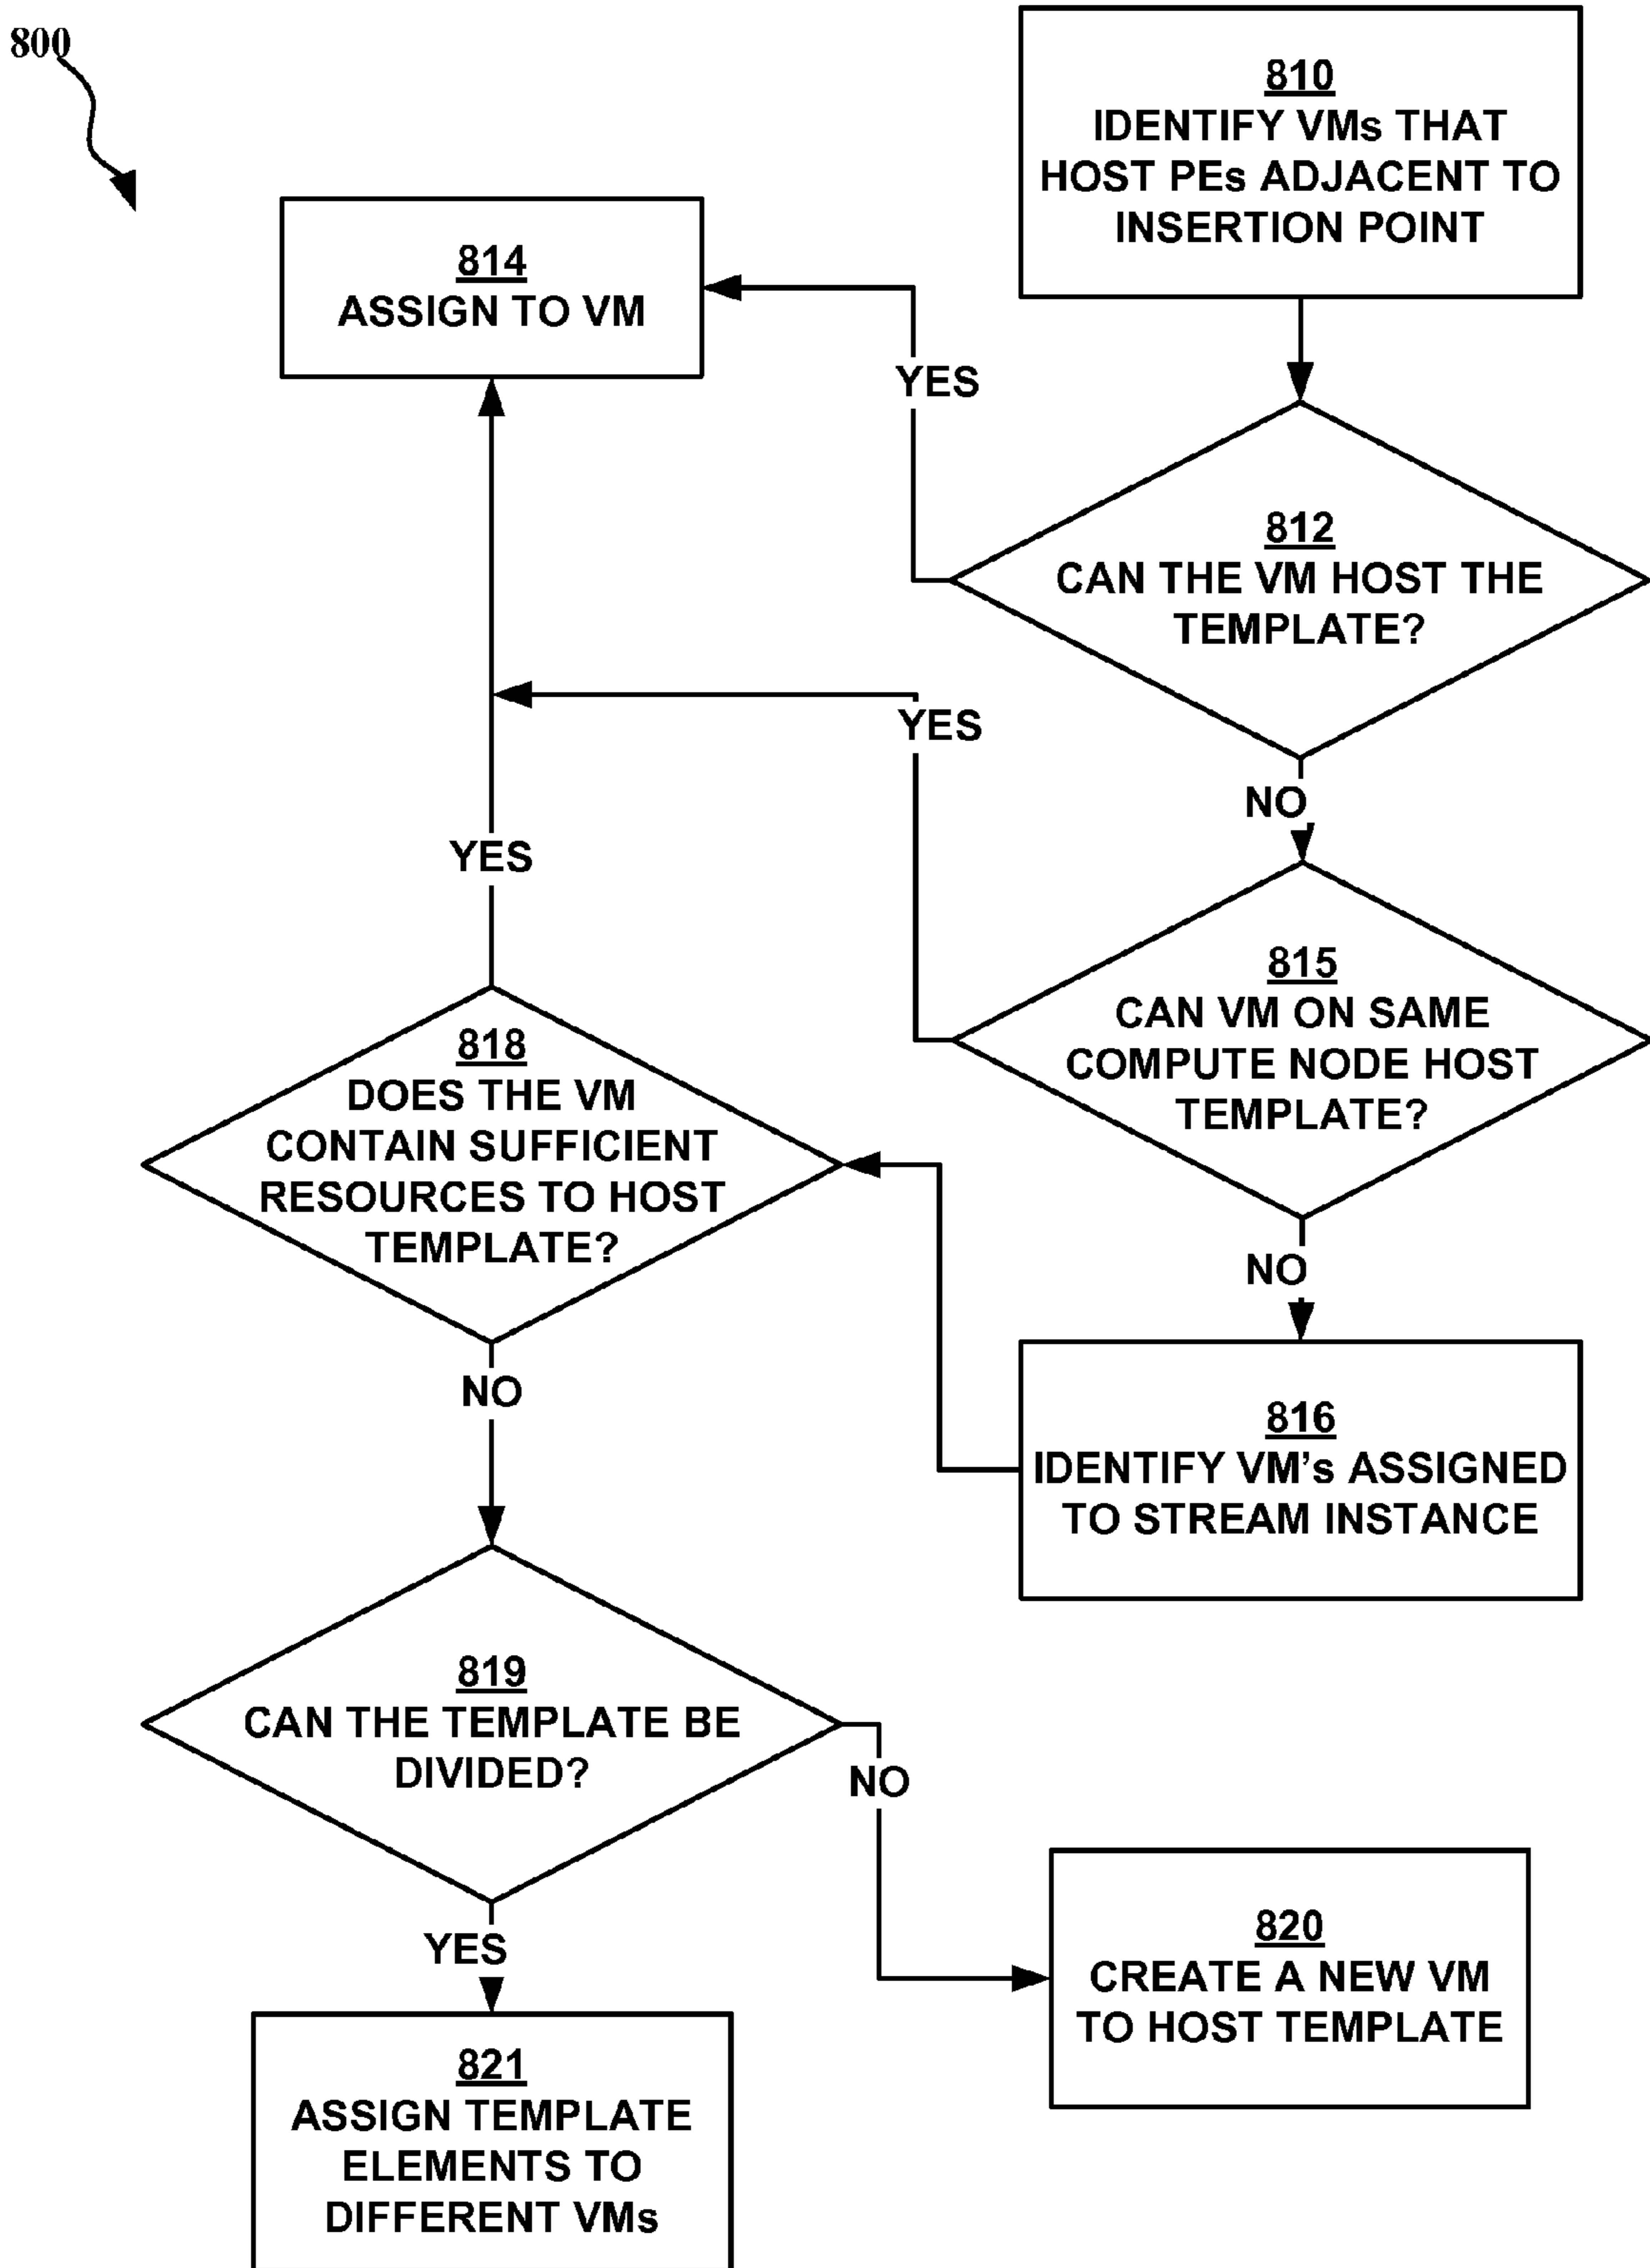 800
810
IDENTIFY VMs THAT
HOST PEs ADJACENT TO
INSERTION POINT
814
ASSIGN TO VM
YES
812
CAN THE VM HOST THE
TEMPLATE?
YES
NO
YES
815
CAN VM ON SAME
COMPUTE NODE HOST
TEMPLATE?
818
DOES THE VM
CONTAIN SUFFICIENT
RESOURCES TO HOST
TEMPLATE?
NO
NO
816
IDENTIFY VM's ASSIGNED
TO STREAM INSTANCE
819
CAN THE TEMPLATE BE
DIVIDED?
NO
YES
820
CREATE A NEW VM
TO HOST TEMPLATE
821
ASSIGN TEMPLATE
ELEMENTS TO
DIFFERENT VMs